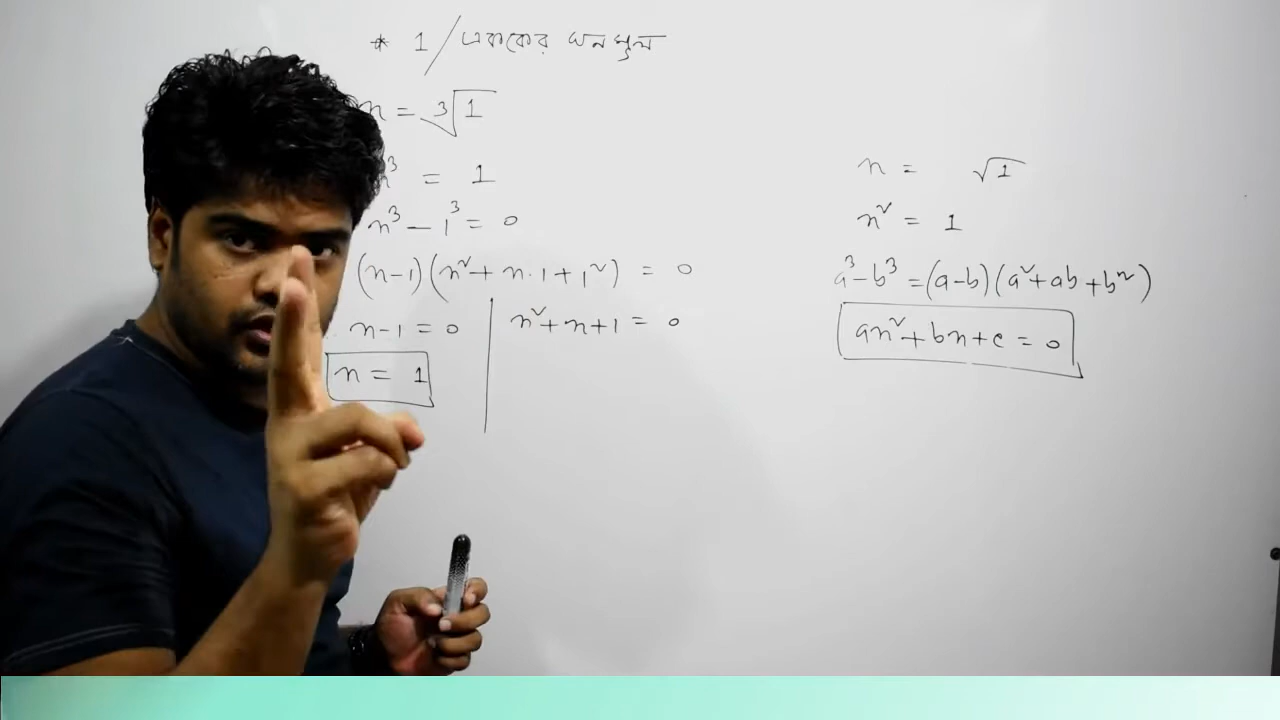 * 1/এককের ঘনমূল
x = ∛1
x³ = 1
x³ - 1³ = 0
(x-1)(x²+x.1+1²) = 0
x-1 = 0
x = 1
x²+x+1 = 0
x = √1
x² = 1
a³-b³ = (a-b)(a²+ab+b²)
ax²+bx+c = 0